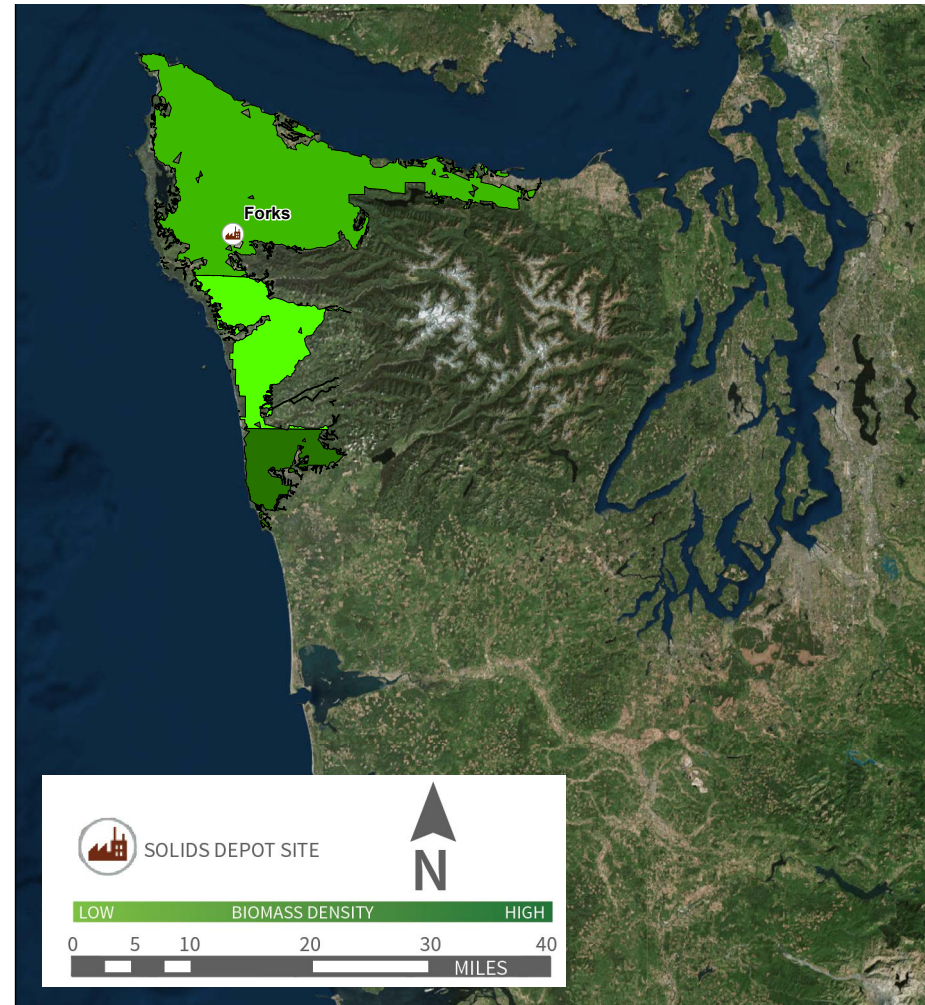 Forks
SOLIDS DEPOT SITE
N
LOW BIOMASS DENSITY HIGH
0 5 10 20 30 40
MILES